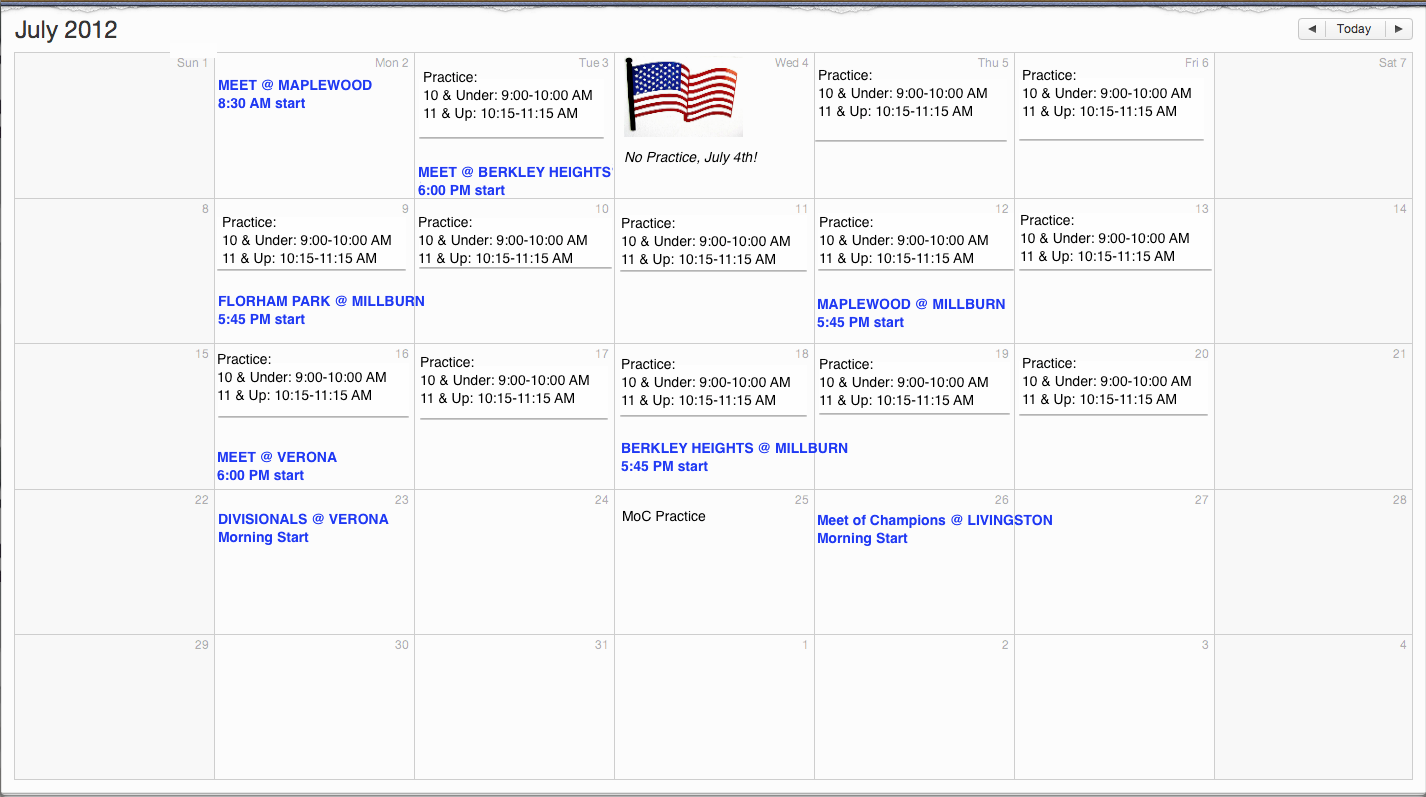 July 2012
◀ Today ▶
Sun 1
Mon 2
MEET @ MAPLEWOOD
8:30 AM start
Tue 3
Practice:
10 & Under: 9:00-10:00 AM
11 & Up: 10:15-11:15 AM
MEET @ BERKLEY HEIGHTS
6:00 PM start
Wed 4
No Practice, July 4th!
Thu 5
Practice:
10 & Under: 9:00-10:00 AM
11 & Up: 10:15-11:15 AM
Fri 6
Practice:
10 & Under: 9:00-10:00 AM
11 & Up: 10:15-11:15 AM
Sat 7
8
9
Practice:
10 & Under: 9:00-10:00 AM
11 & Up: 10:15-11:15 AM
FLORHAM PARK @ MILLBURN
5:45 PM start
10
Practice:
10 & Under: 9:00-10:00 AM
11 & Up: 10:15-11:15 AM
11
Practice:
10 & Under: 9:00-10:00 AM
11 & Up: 10:15-11:15 AM
12
Practice:
10 & Under: 9:00-10:00 AM
11 & Up: 10:15-11:15 AM
MAPLEWOOD @ MILLBURN
5:45 PM start
13
Practice:
10 & Under: 9:00-10:00 AM
11 & Up: 10:15-11:15 AM
14
15
16
Practice:
10 & Under: 9:00-10:00 AM
11 & Up: 10:15-11:15 AM
MEET @ VERONA
6:00 PM start
17
Practice:
10 & Under: 9:00-10:00 AM
11 & Up: 10:15-11:15 AM
18
Practice:
10 & Under: 9:00-10:00 AM
11 & Up: 10:15-11:15 AM
BERKLEY HEIGHTS @ MILLBURN
5:45 PM start
19
Practice:
10 & Under: 9:00-10:00 AM
11 & Up: 10:15-11:15 AM
20
Practice:
10 & Under: 9:00-10:00 AM
11 & Up: 10:15-11:15 AM
21
22
23
DIVISIONALS @ VERONA
Morning Start
24
25
MoC Practice
26
Meet of Champions @ LIVINGSTON
Morning Start
27
28
29
30
31
1
2
3
4